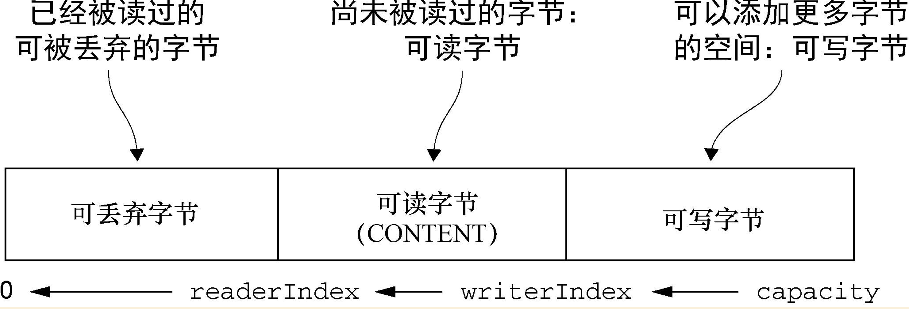 已经被读过的
可被丢弃的字节
尚未被读过的字节：
可读字节
可以添加更多字节
的空间：可写字节
可丢弃字节
可读字节
(CONTENT)
可写字节
0 readerIndex writerIndex capacity